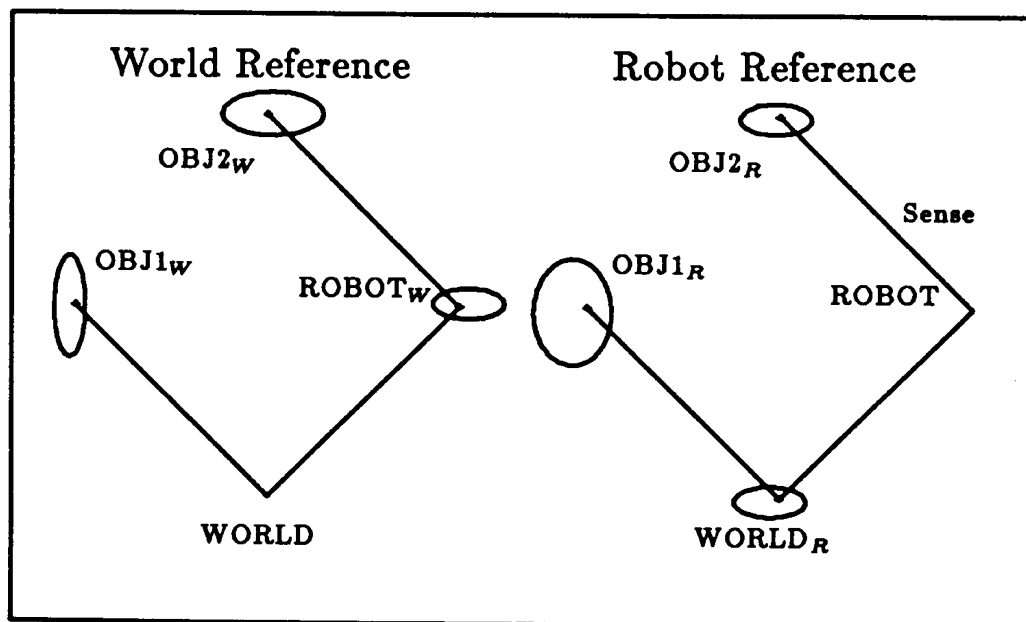 World Reference
OBJ2W
OBJ1W
ROBOTW
WORLD
Robot Reference
OBJ2R
Sense
OBJ1R
ROBOT
WORLDR